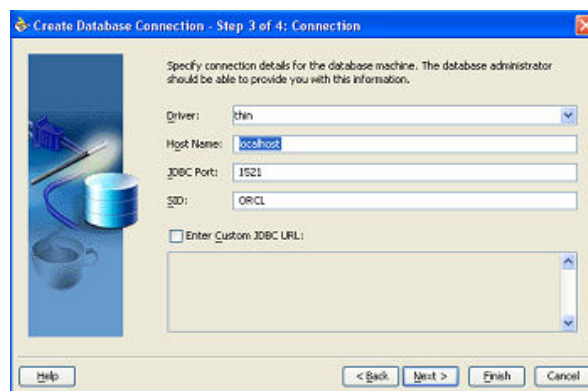 Create Database Connection - Step 3 of 4: Connection
Specify connection details for the database machine. The database administrator
should be able to provide you with this information.
Driver: thin
Host Name: localhost
JDBC Port: 1521
SID: ORCL
Enter Custom JDBC URL:
Help < Back Next > Finish Cancel